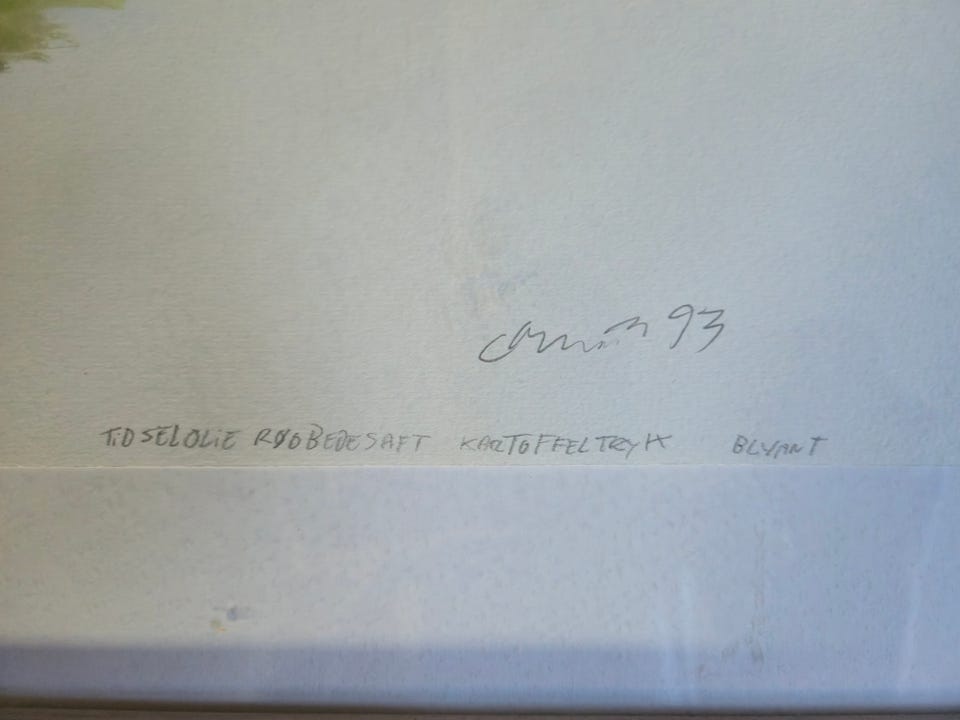 93
TIDSELOLIE RØDBEDESAFT KARTOFFELTRYK BLYANT